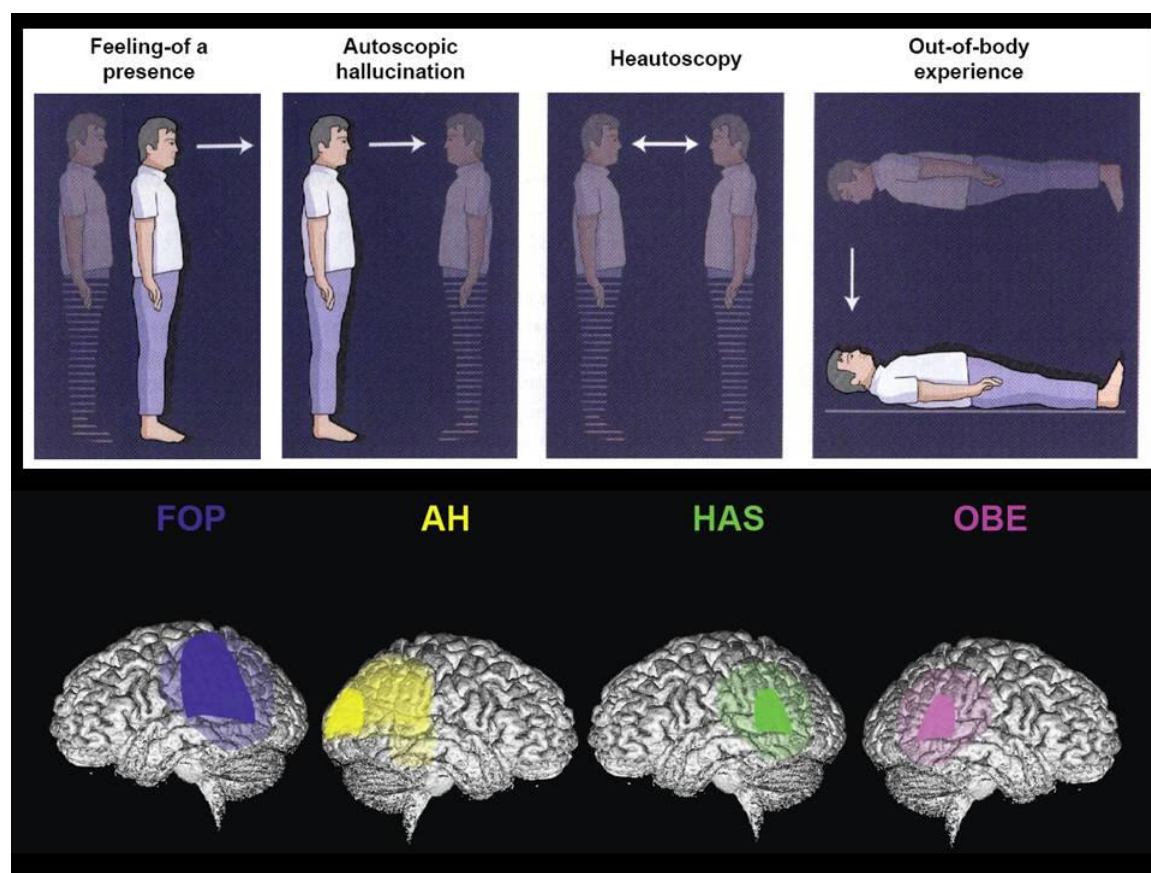 Feeling-of a
presence
Autoscopic
hallucination
Heautoscopy
Out-of-body
experience
FOP
AH
HAS
OBE